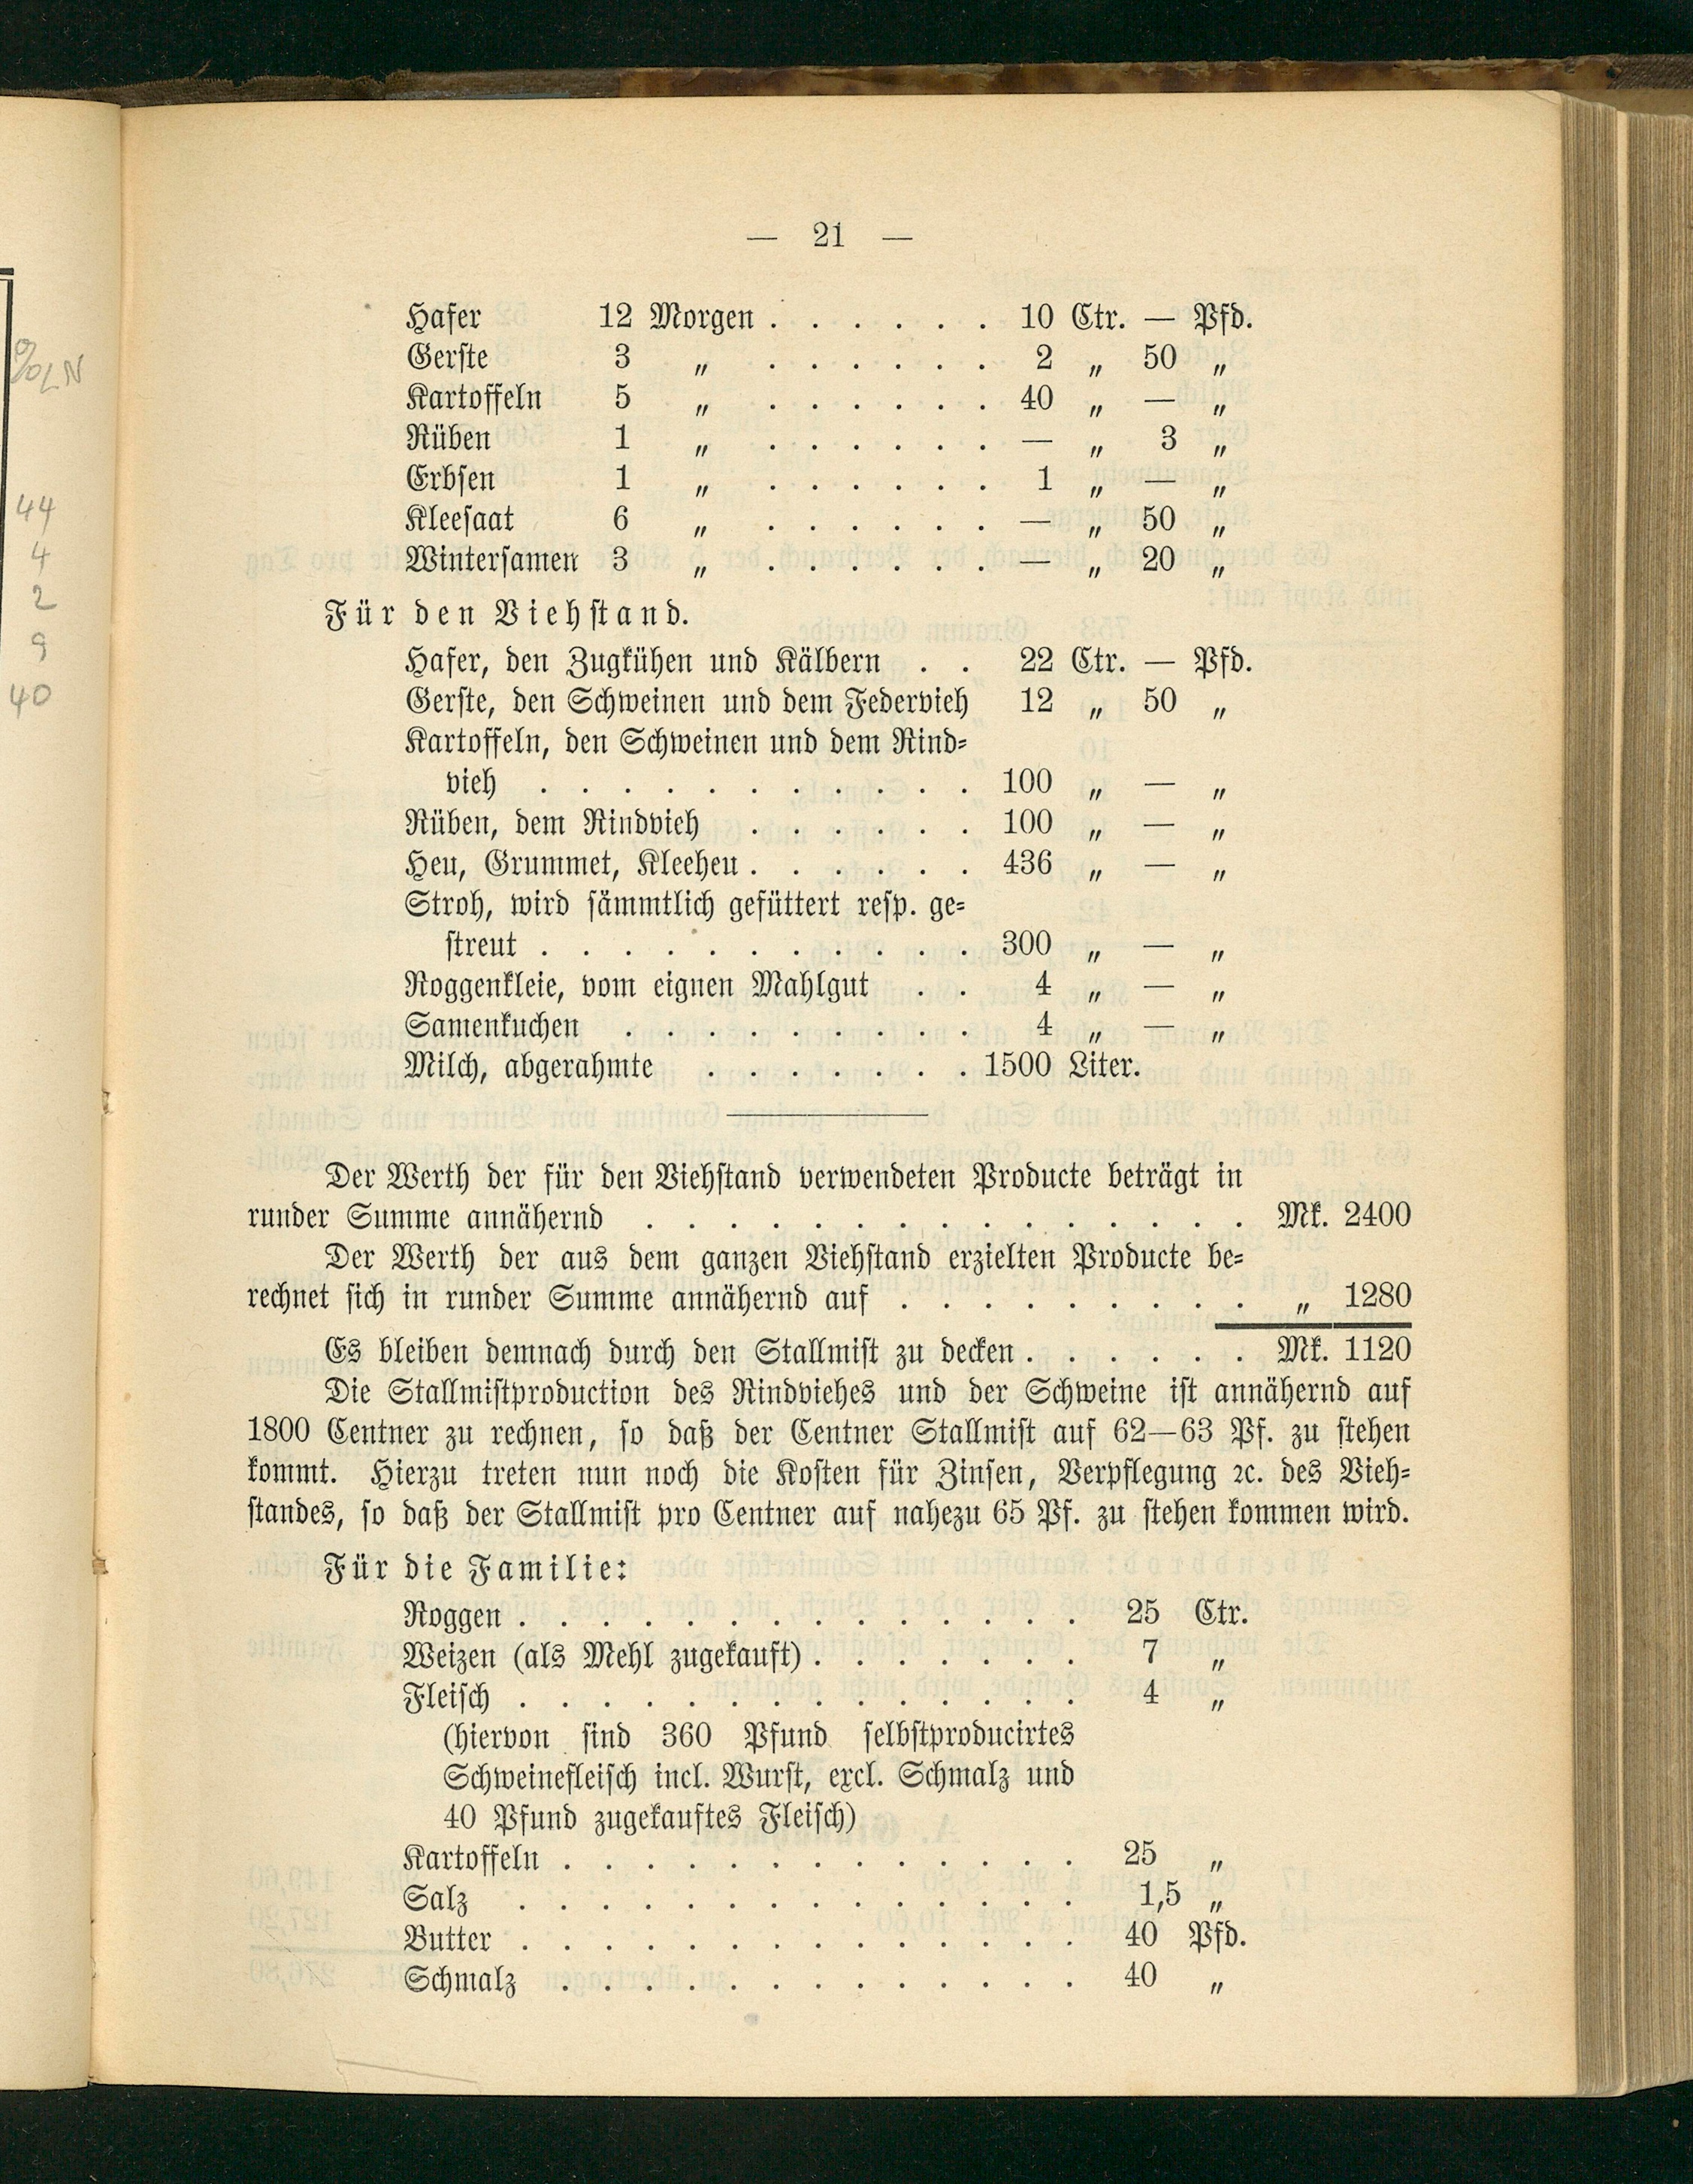 — 21 —
Hafer 12 Morgen . . . . . . 10 Ctr. — Pfd.
Gerste 3 „ . . . . . . 2 „ 50 „
Kartoffeln 5 „ . . . . . . 40 „ — „
Rüben 1 „ . . . . . . — „ 3 „
Erbsen 1 „ . . . . . . 1 „ — „
Kleesaat 6 „ . . . . . . — „ 50 „
Wintersamen 3 „ . . . . . . — „ 20 „
Für den Viehstand.
Hafer, den Zugkühen und Kälbern . . 22 Ctr. — Pfd.
Gerste, den Schweinen und dem Federvieh 12 „ 50 „
Kartoffeln, den Schweinen und dem Rind-
vieh . . . . . . . . . . . 100 „ — „
Rüben, dem Rindvieh . . . . . . 100 „ — „
Heu, Grummet, Kleeheu . . . . . . 436 „ — „
Stroh, wird sämmtlich gefüttert resp. ge-
streut . . . . . . . . . . . 300 „ — „
Roggenkleie, vom eignen Mahlgut . . 4 „ — „
Samenkuchen . . . . . . . . . 4 „ — „
Milch, abgerahmte . . . . . . . 1500 Liter.
Der Werth der für den Viehstand verwendeten Producte beträgt in
runder Summe annähernd . . . . . . . . . . . . . . . Mk. 2400
Der Werth der aus dem ganzen Viehstand erzielten Producte be-
rechnet sich in runder Summe annähernd auf . . . . . . . . . „ 1280
Es bleiben demnach durch den Stallmist zu decken . . . . . . Mk. 1120
Die Stallmistproduction des Rindviehes und der Schweine ist annähernd auf
1800 Centner zu rechnen, so daß der Centner Stallmist auf 62—63 Pf. zu stehen
kommt. Hierzu treten nun noch die Kosten für Zinsen, Verpflegung ꝛc. des Vieh-
standes, so daß der Stallmist pro Centner auf nahezu 65 Pf. zu stehen kommen wird.
Für die Familie:
Roggen . . . . . . . . . . . . . . 25 Ctr.
Weizen (als Mehl zugekauft) . . . . . . . 7 „
Fleisch . . . . . . . . . . . . . . 4 „
(hiervon sind 360 Pfund selbstproducirtes
Schweinefleisch incl. Wurst, excl. Schmalz und
40 Pfund zugekauftes Fleisch)
Kartoffeln . . . . . . . . . . . . . 25 „
Salz . . . . . . . . . . . . . . 1,5 „
Butter . . . . . . . . . . . . . . 40 Pfd.
Schmalz . . . . . . . . . . . . . 40 „
44
4
2
9
40